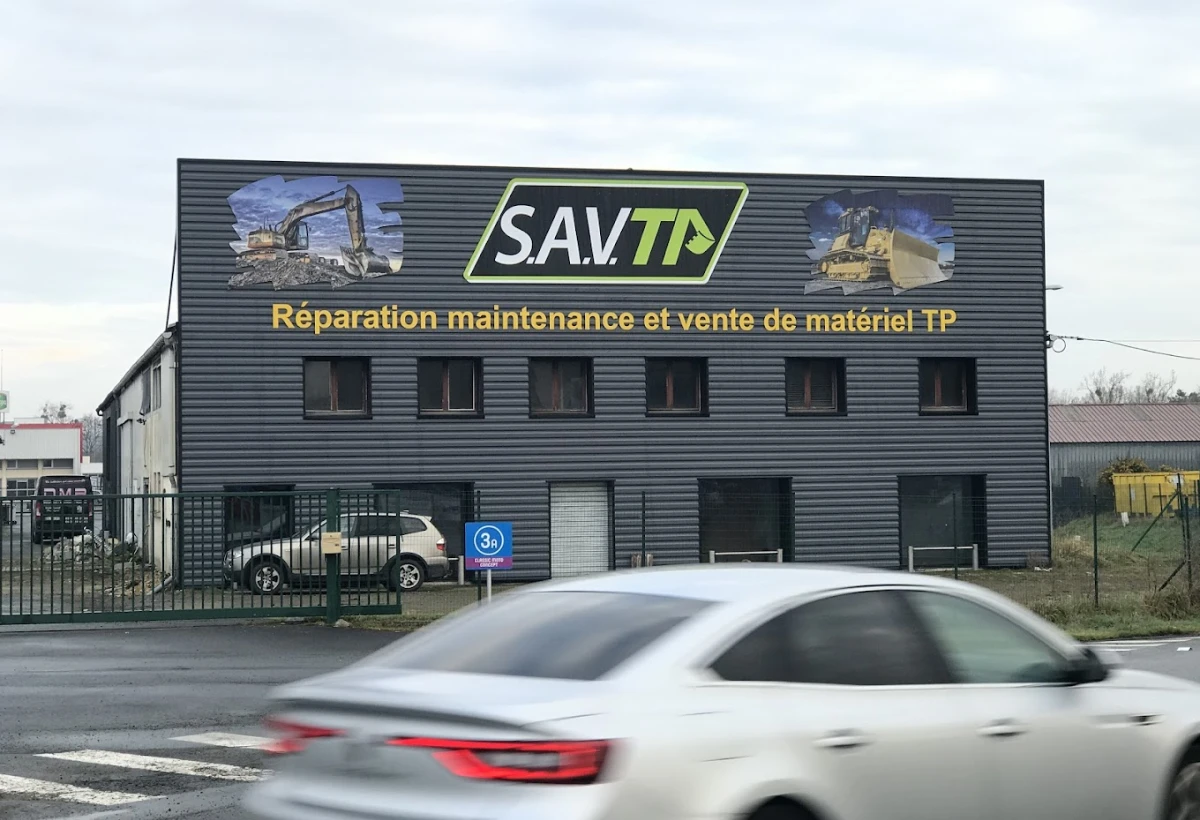 S.A.V.TP
Réparation maintenance et vente de matériel TP
3A